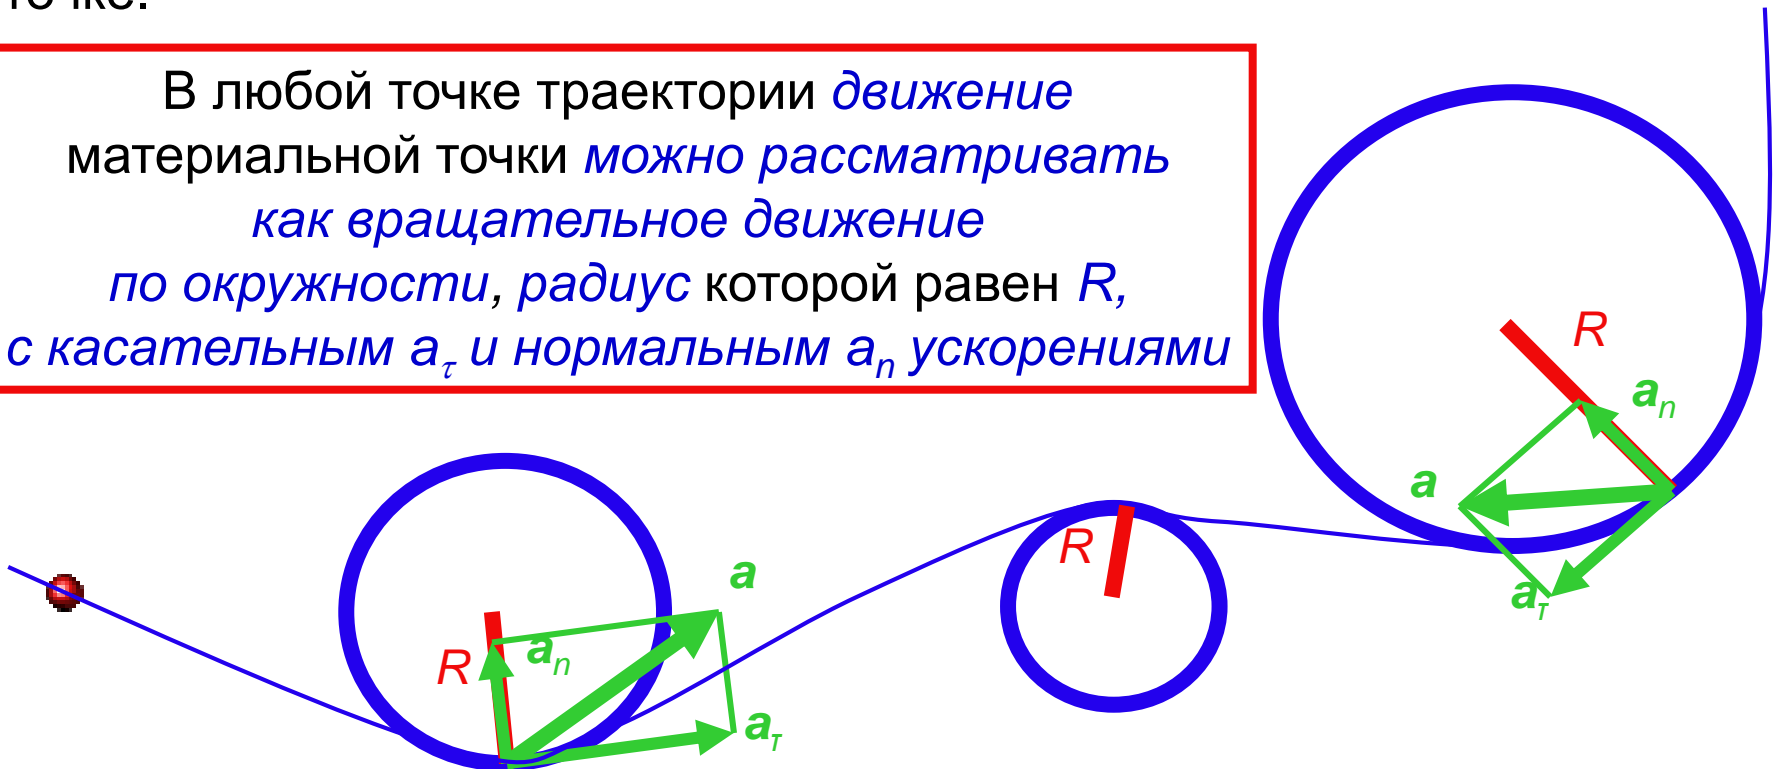 точке.
В любой точке траектории движение
материальной точки можно рассматривать
как вращательное движение
по окружности, радиус которой равен R,
с касательным aτ и нормальным an ускорениями
R
an
a
aτ
R
a
an
R
aτ